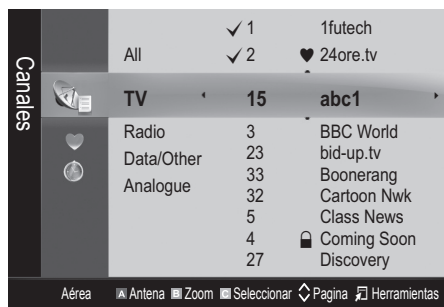 Canales
✓ 1 1futech
All ✓ 2 ♥ 24ore.tv
TV 15 abc1
Radio 3 BBC World
Data/Other 23 bid-up.tv
Analogue 33 Boonerang
32 Cartoon Nwk
5 Class News
4 Coming Soon
27 Discovery
Aérea A Antena B Zoom C Seleccionar Pagina Herramientas